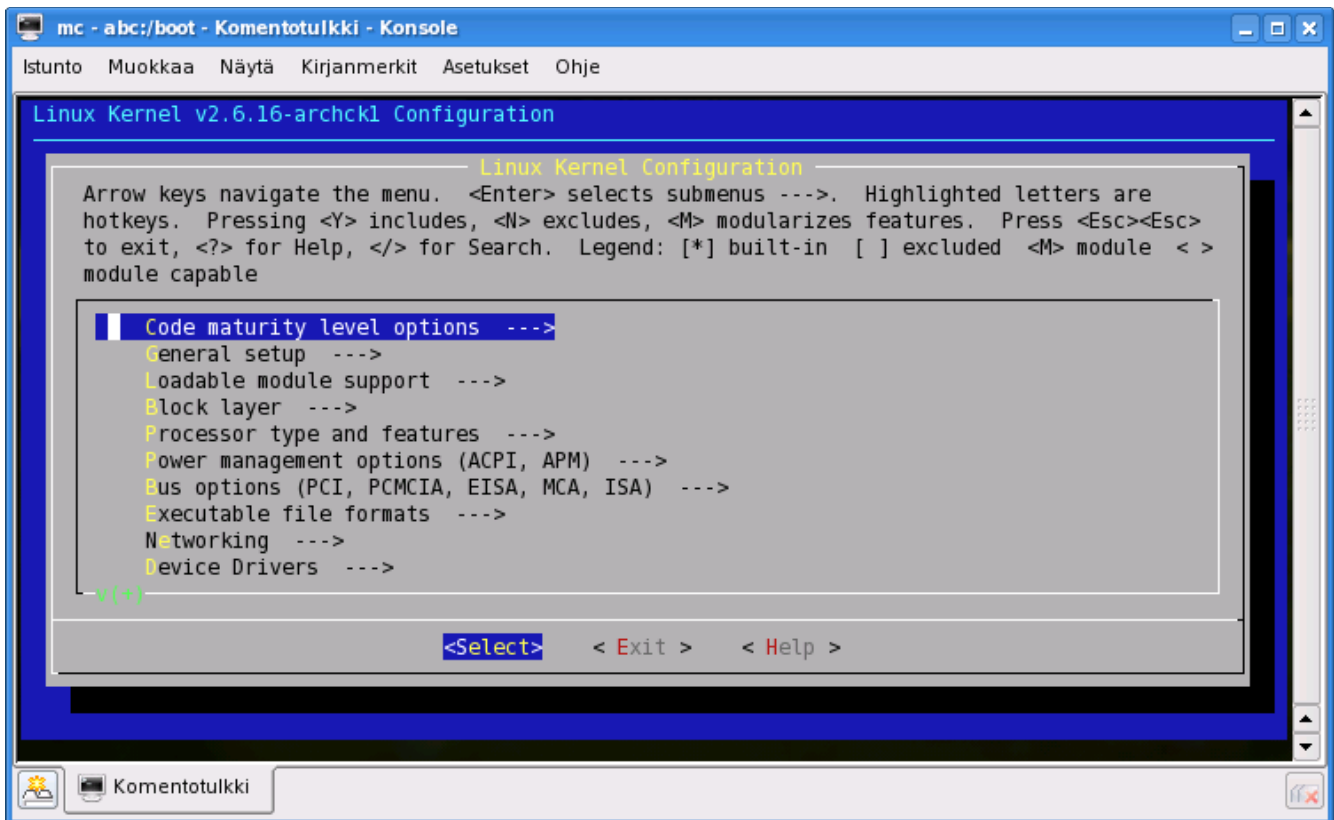 mc - abc:/boot - Komentotulkki - Konsole
Istunto Muokkaa Näytä Kirjanmerkit Asetukset Ohje
Linux Kernel v2.6.16-archck1 Configuration
Linux Kernel Configuration
Arrow keys navigate the menu. <Enter> selects submenus --->. Highlighted letters are
hotkeys. Pressing <Y> includes, <N> excludes, <M> modularizes features. Press <Esc><Esc>
to exit, <?> for Help, </> for Search. Legend: [*] built-in [ ] excluded <M> module < >
module capable
Code maturity level options --->
General setup --->
Loadable module support --->
Block layer --->
Processor type and features --->
Power management options (ACPI, APM) --->
Bus options (PCI, PCMCIA, EISA, MCA, ISA) --->
Executable file formats --->
Networking --->
Device Drivers --->
v(+)
<Select> < Exit > < Help >
Komentotulkki